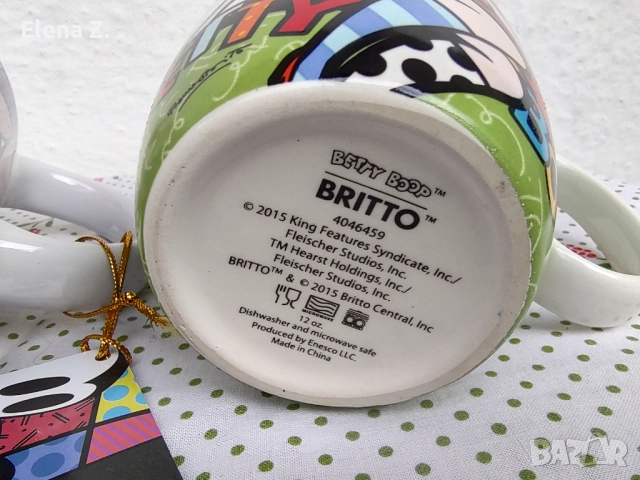 Elena Z.
BETTY BOOP™
BRITTO™
4046459
© 2015 King Features Syndicate, Inc./
Fleischer Studios, Inc.
TM Hearst Holdings, Inc./
Fleischer Studios, Inc.
BRITTO™ & © 2015 Britto Central, Inc
MICROWAVE
12 oz.
Dishwasher and microwave safe
Produced by Enesco LLC.
Made in China
BAZAR